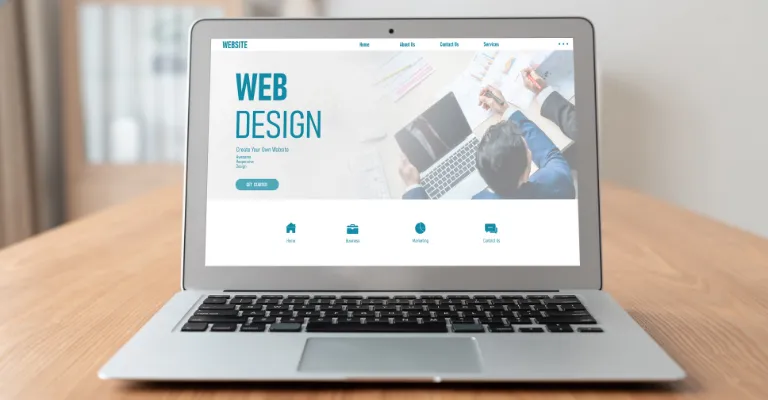 WEBSITE
Home About Us Contact Us Services
WEB
DESIGN
Create Your Own Website
Responsive
Design
GET STARTED
Home Business Marketing Contact Us